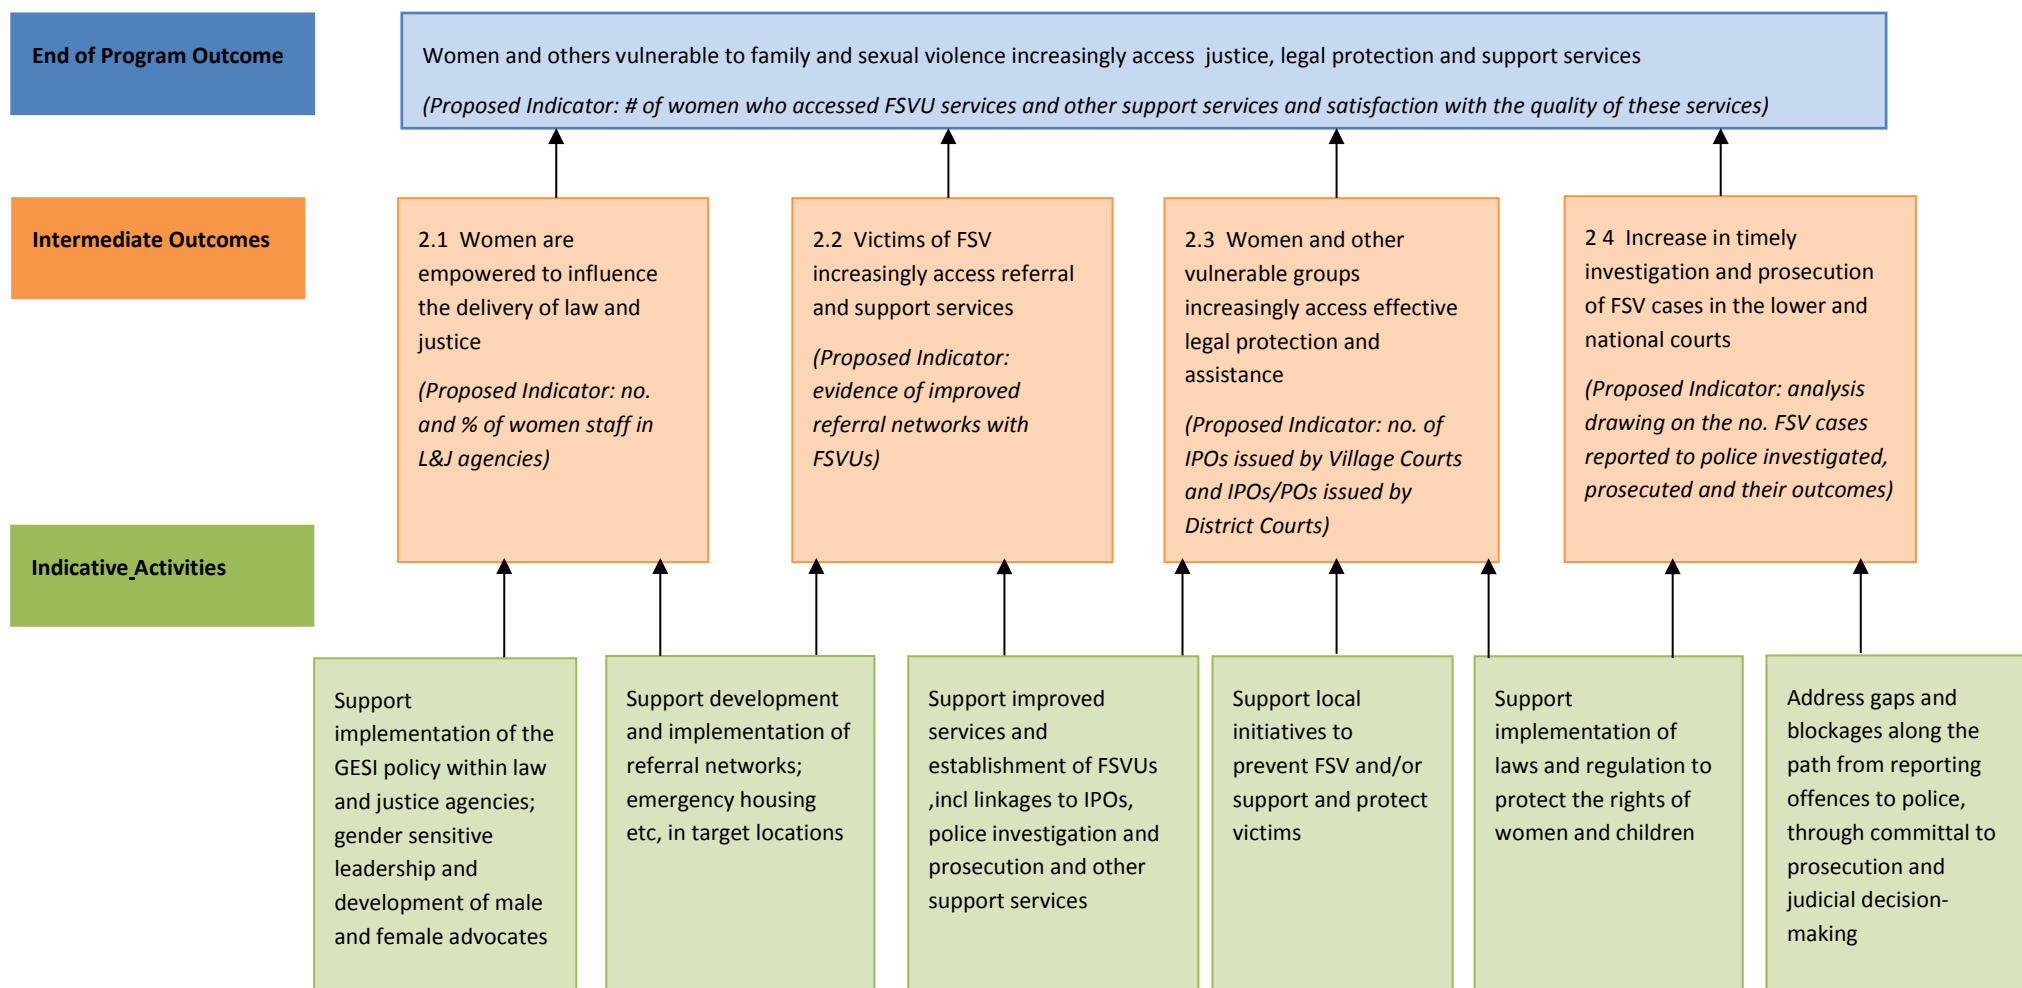 End of Program Outcome
Women and others vulnerable to family and sexual violence increasingly access  justice, legal protection and support services
(Proposed Indicator: # of women who accessed FSVU services and other support services and satisfaction with the quality of these services)
Intermediate Outcomes
2.1  Women are
empowered to influence
the delivery of law and
justice
(Proposed Indicator: no.
and % of women staff in
L&J agencies)
2.2  Victims of FSV
increasingly access referral
and support services
(Proposed Indicator:
evidence of improved
referral networks with
FSVUs)
2.3  Women and other
vulnerable groups
increasingly access effective
legal protection and
assistance
(Proposed Indicator: no. of
IPOs issued by Village Courts
and IPOs/POs issued by
District Courts)
2 4  Increase in timely
investigation and prosecution
of FSV cases in the lower and
national courts
(Proposed Indicator: analysis
drawing on the no. FSV cases
reported to police investigated,
prosecuted and their outcomes)
Indicative Activities
Support
implementation of the
GESI policy within law
and justice agencies;
gender sensitive
leadership and
development of male
and female advocates
Support development
and implementation of
referral networks;
emergency housing
etc, in target locations
Support improved
services and
establishment of FSVUs
,incl linkages to IPOs,
police investigation and
prosecution and other
support services
Support local
initiatives to
prevent FSV and/or
support and protect
victims
Support
implementation of
laws and regulation to
protect the rights of
women and children
Address gaps and
blockages along the
path from reporting
offences to police,
through committal to
prosecution and
judicial decision-
making